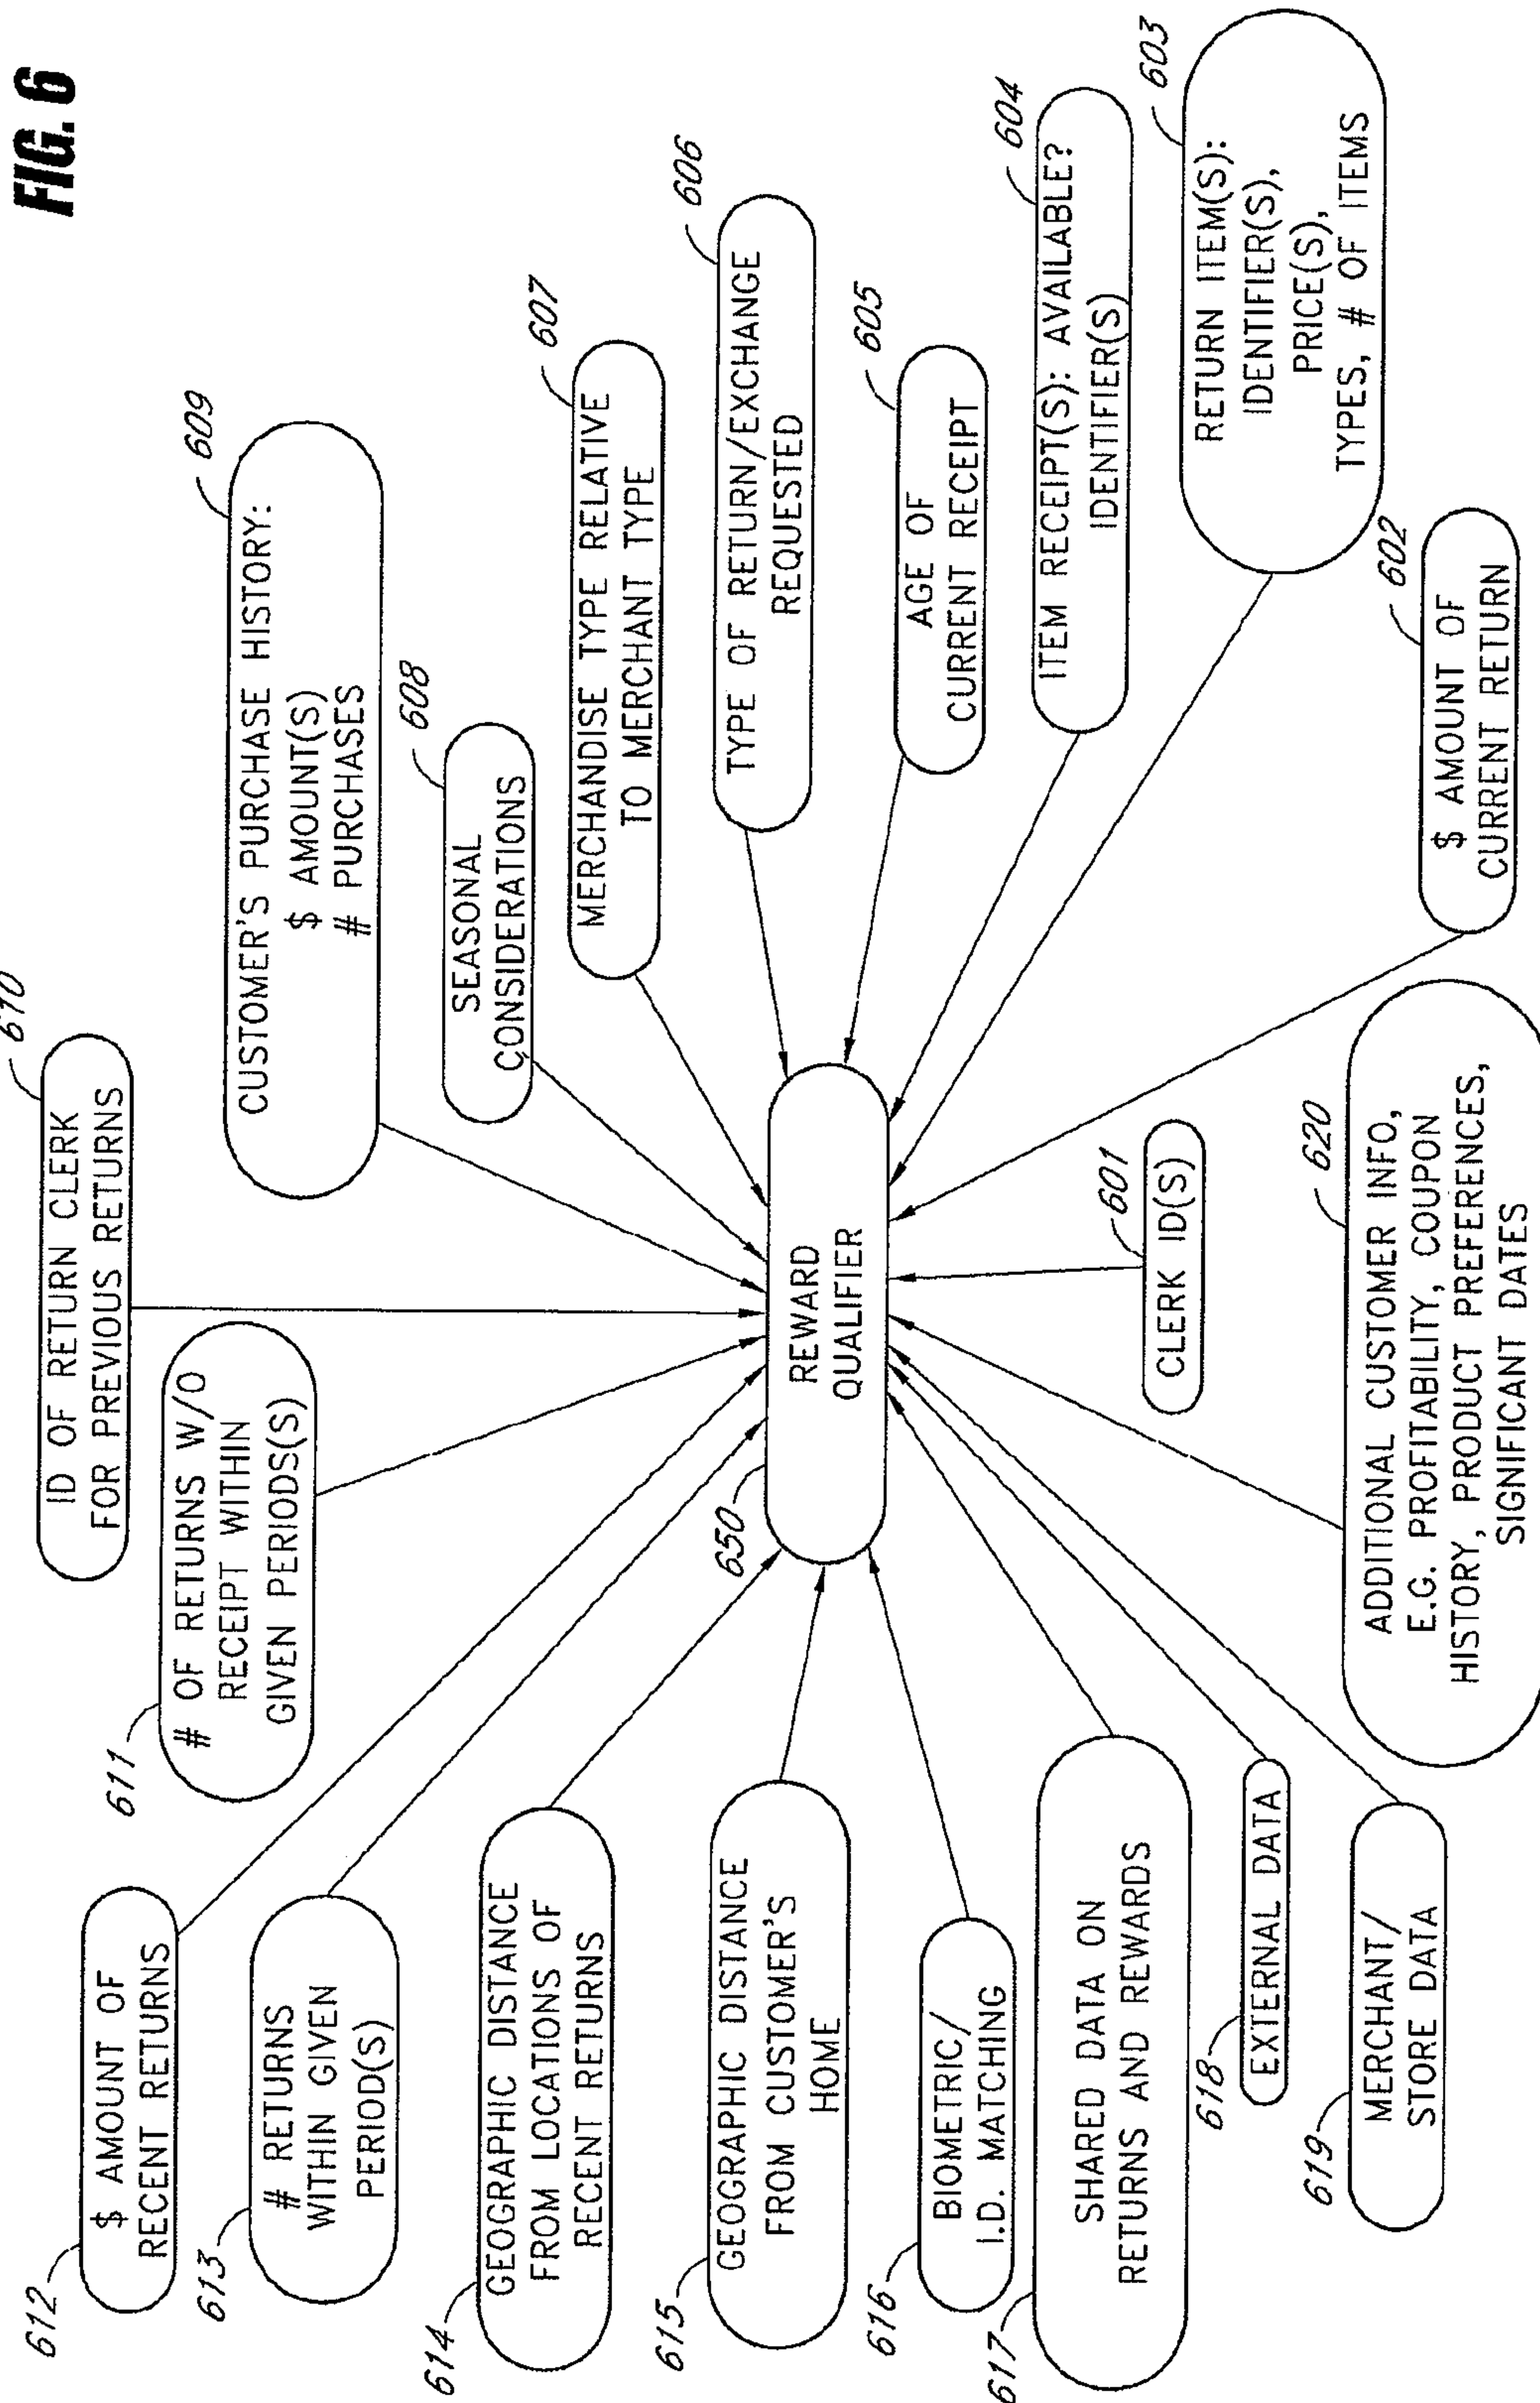 FIG. 6
610
ID OF RETURN CLERK
FOR PREVIOUS RETURNS
609
CUSTOMER'S PURCHASE HISTORY:
$ AMOUNT(S)
# PURCHASES
608
SEASONAL
CONSIDERATIONS
607
MERCHANDISE TYPE RELATIVE
TO MERCHANT TYPE
606
TYPE OF RETURN/EXCHANGE
REQUESTED
605
AGE OF
CURRENT RECEIPT
604
ITEM RECEIPT(S): AVAILABLE?
IDENTIFIER(S)
603
RETURN ITEM(S):
IDENTIFIER(S),
PRICE(S),
TYPES, # OF ITEMS
602
$ AMOUNT OF
CURRENT RETURN
601
CLERK ID(S)
620
ADDITIONAL CUSTOMER INFO,
E.G. PROFITABILITY, COUPON
HISTORY, PRODUCT PREFERENCES,
SIGNIFICANT DATES
650
REWARD
QUALIFIER
611
# OF RETURNS W/O
RECEIPT WITHIN
GIVEN PERIODS(S)
612
$ AMOUNT OF
RECENT RETURNS
613
# RETURNS
WITHIN GIVEN
PERIOD(S)
614
GEOGRAPHIC DISTANCE
FROM LOCATIONS OF
RECENT RETURNS
615
GEOGRAPHIC DISTANCE
FROM CUSTOMER'S
HOME
616
BIOMETRIC/
I.D. MATCHING
617
SHARED DATA ON
RETURNS AND REWARDS
618
EXTERNAL DATA
619
MERCHANT/
STORE DATA